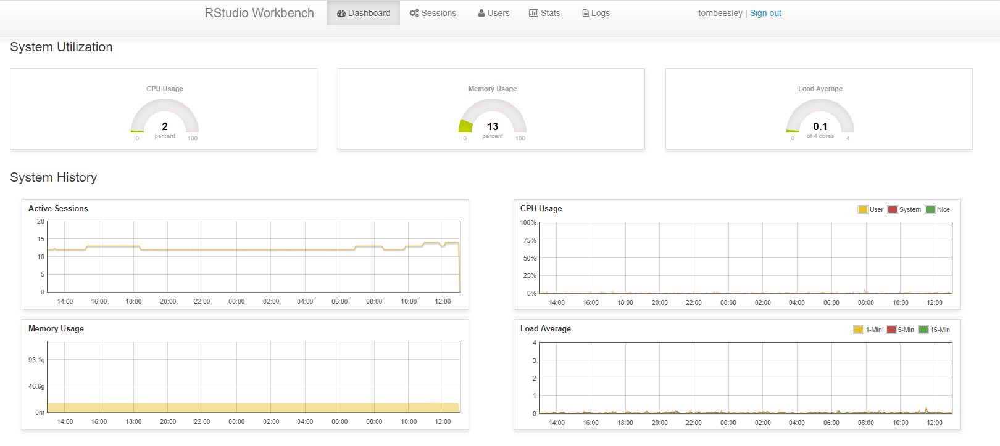 RStudio Workbench Dashboard Sessions Users Stats Logs tombeesley | Sign out
System Utilization
CPU Usage
2
percent
0 100
Memory Usage
13
percent
0 100
Load Average
0.1
of 4 cores
0 4
System History
Active Sessions
20
15
10
5
0
14:00 16:00 18:00 20:00 22:00 00:00 02:00 04:00 06:00 08:00 10:00 12:00
CPU Usage
User System Nice
100%
75%
50%
25%
0%
14:00 16:00 18:00 20:00 22:00 00:00 02:00 04:00 06:00 08:00 10:00 12:00
Memory Usage
93.1g
46.6g
0m
14:00 16:00 18:00 20:00 22:00 00:00 02:00 04:00 06:00 08:00 10:00 12:00
Load Average
1-Min 5-Min 15-Min
4
3
2
1
0
14:00 16:00 18:00 20:00 22:00 00:00 02:00 04:00 06:00 08:00 10:00 12:00